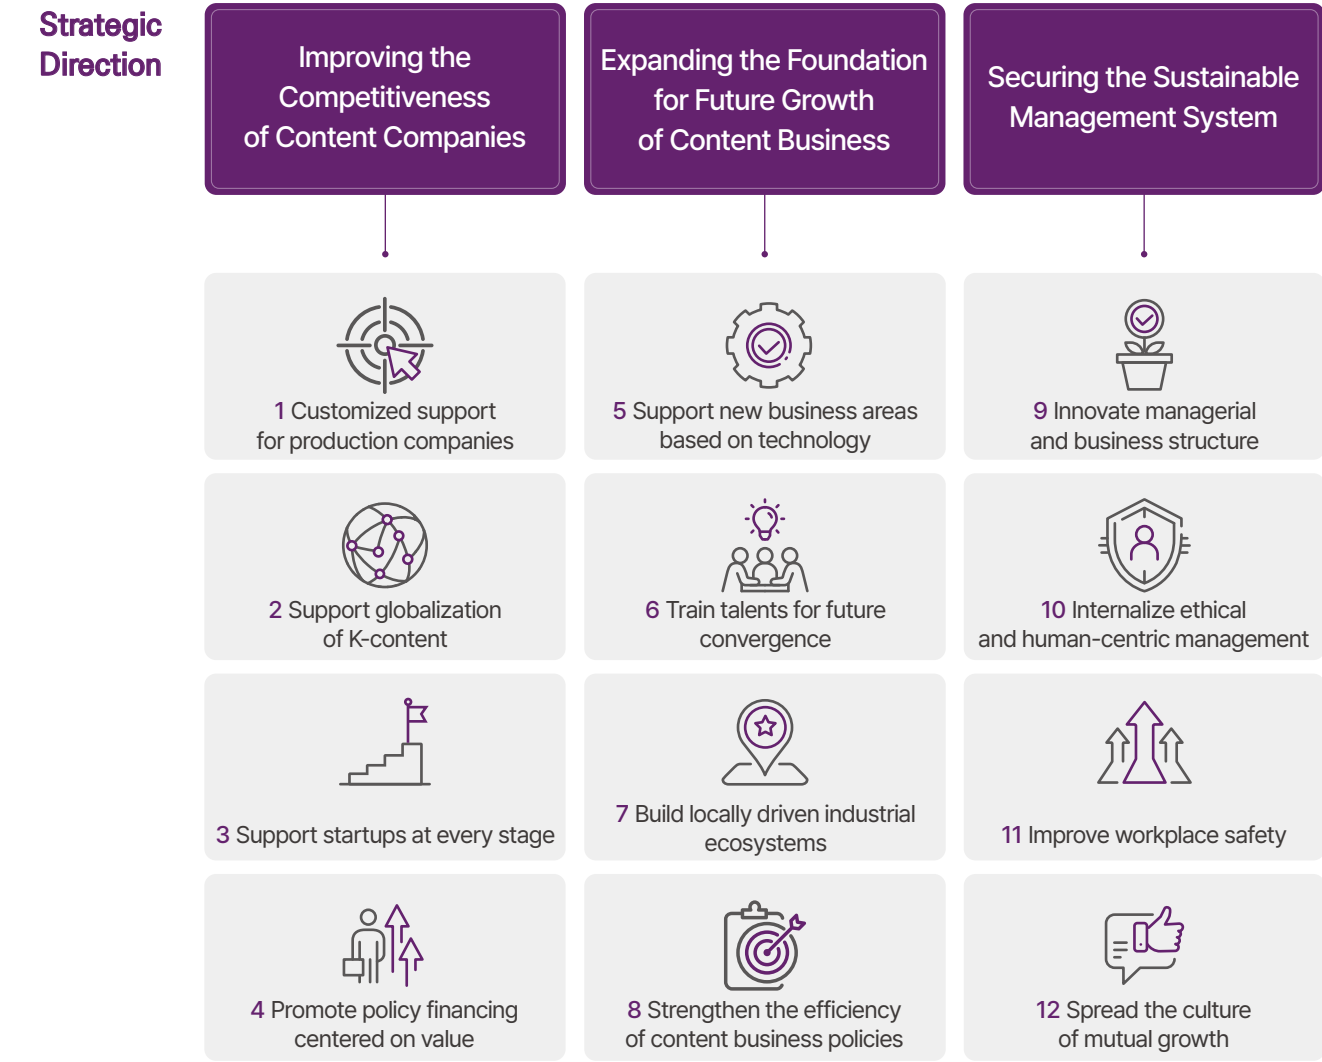 Strategic
Direction
Improving the
Competitiveness
of Content Companies
Expanding the Foundation
for Future Growth
of Content Business
Securing the Sustainable
Management System
1 Customized support
for production companies
2 Support globalization
of K-content
3 Support startups at every stage
4 Promote policy financing
centered on value
5 Support new business areas
based on technology
6 Train talents for future
convergence
7 Build locally driven industrial
ecosystems
8 Strengthen the efficiency
of content business policies
9 Innovate managerial
and business structure
10 Internalize ethical
and human-centric management
11 Improve workplace safety
12 Spread the culture
of mutual growth